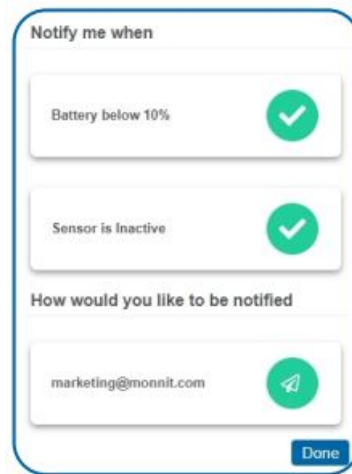 Notify me when
Battery below 10%
Sensor is Inactive
How would you like to be notified
marketing@monnit.com
Done